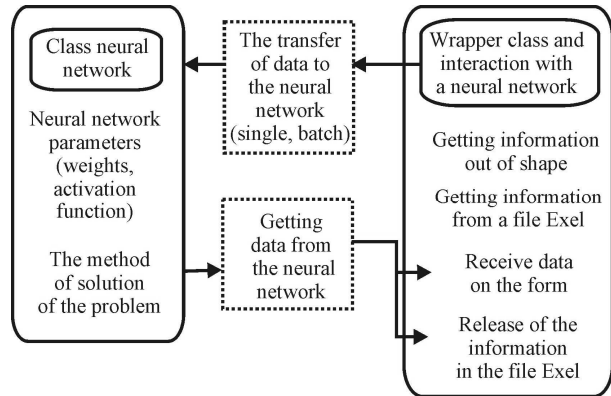 Class neural
network
Neural network
parameters
(weights,
activation
function)
The method
of solution
of the problem
The transfer
of data to
the neural
network
(single, batch)
Getting
data from
the neural
network
Wrapper class and
interaction with
a neural network
Getting information
out of shape
Getting information
from a file Exel
Receive data
on the form
Release of the
information
in the file Exel